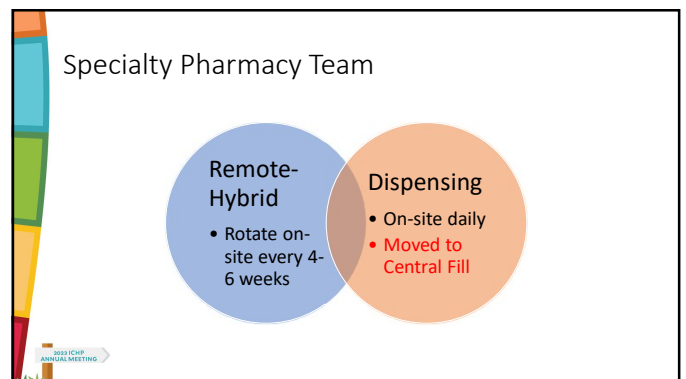 Specialty Pharmacy Team
Remote-
Hybrid
• Rotate on-
site every 4-
6 weeks
Dispensing
• On-site daily
• Moved to
Central Fill
2023 ICHP
ANNUAL MEETING